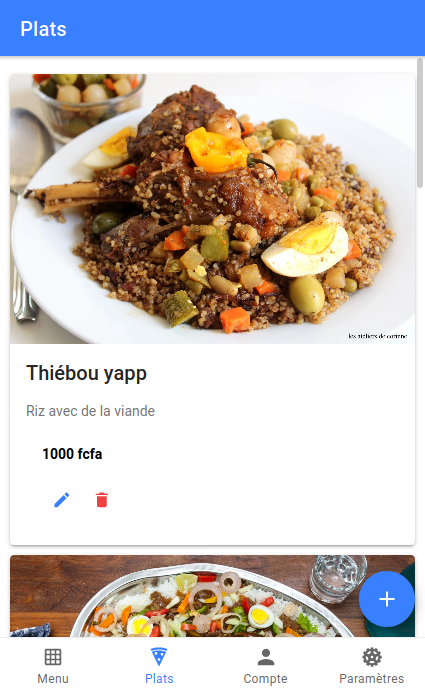 Plats
les ateliers de corinne
Thiébou yapp
Riz avec de la viande
1000 fcfa
Menu
Plats
Compte
Paramètres